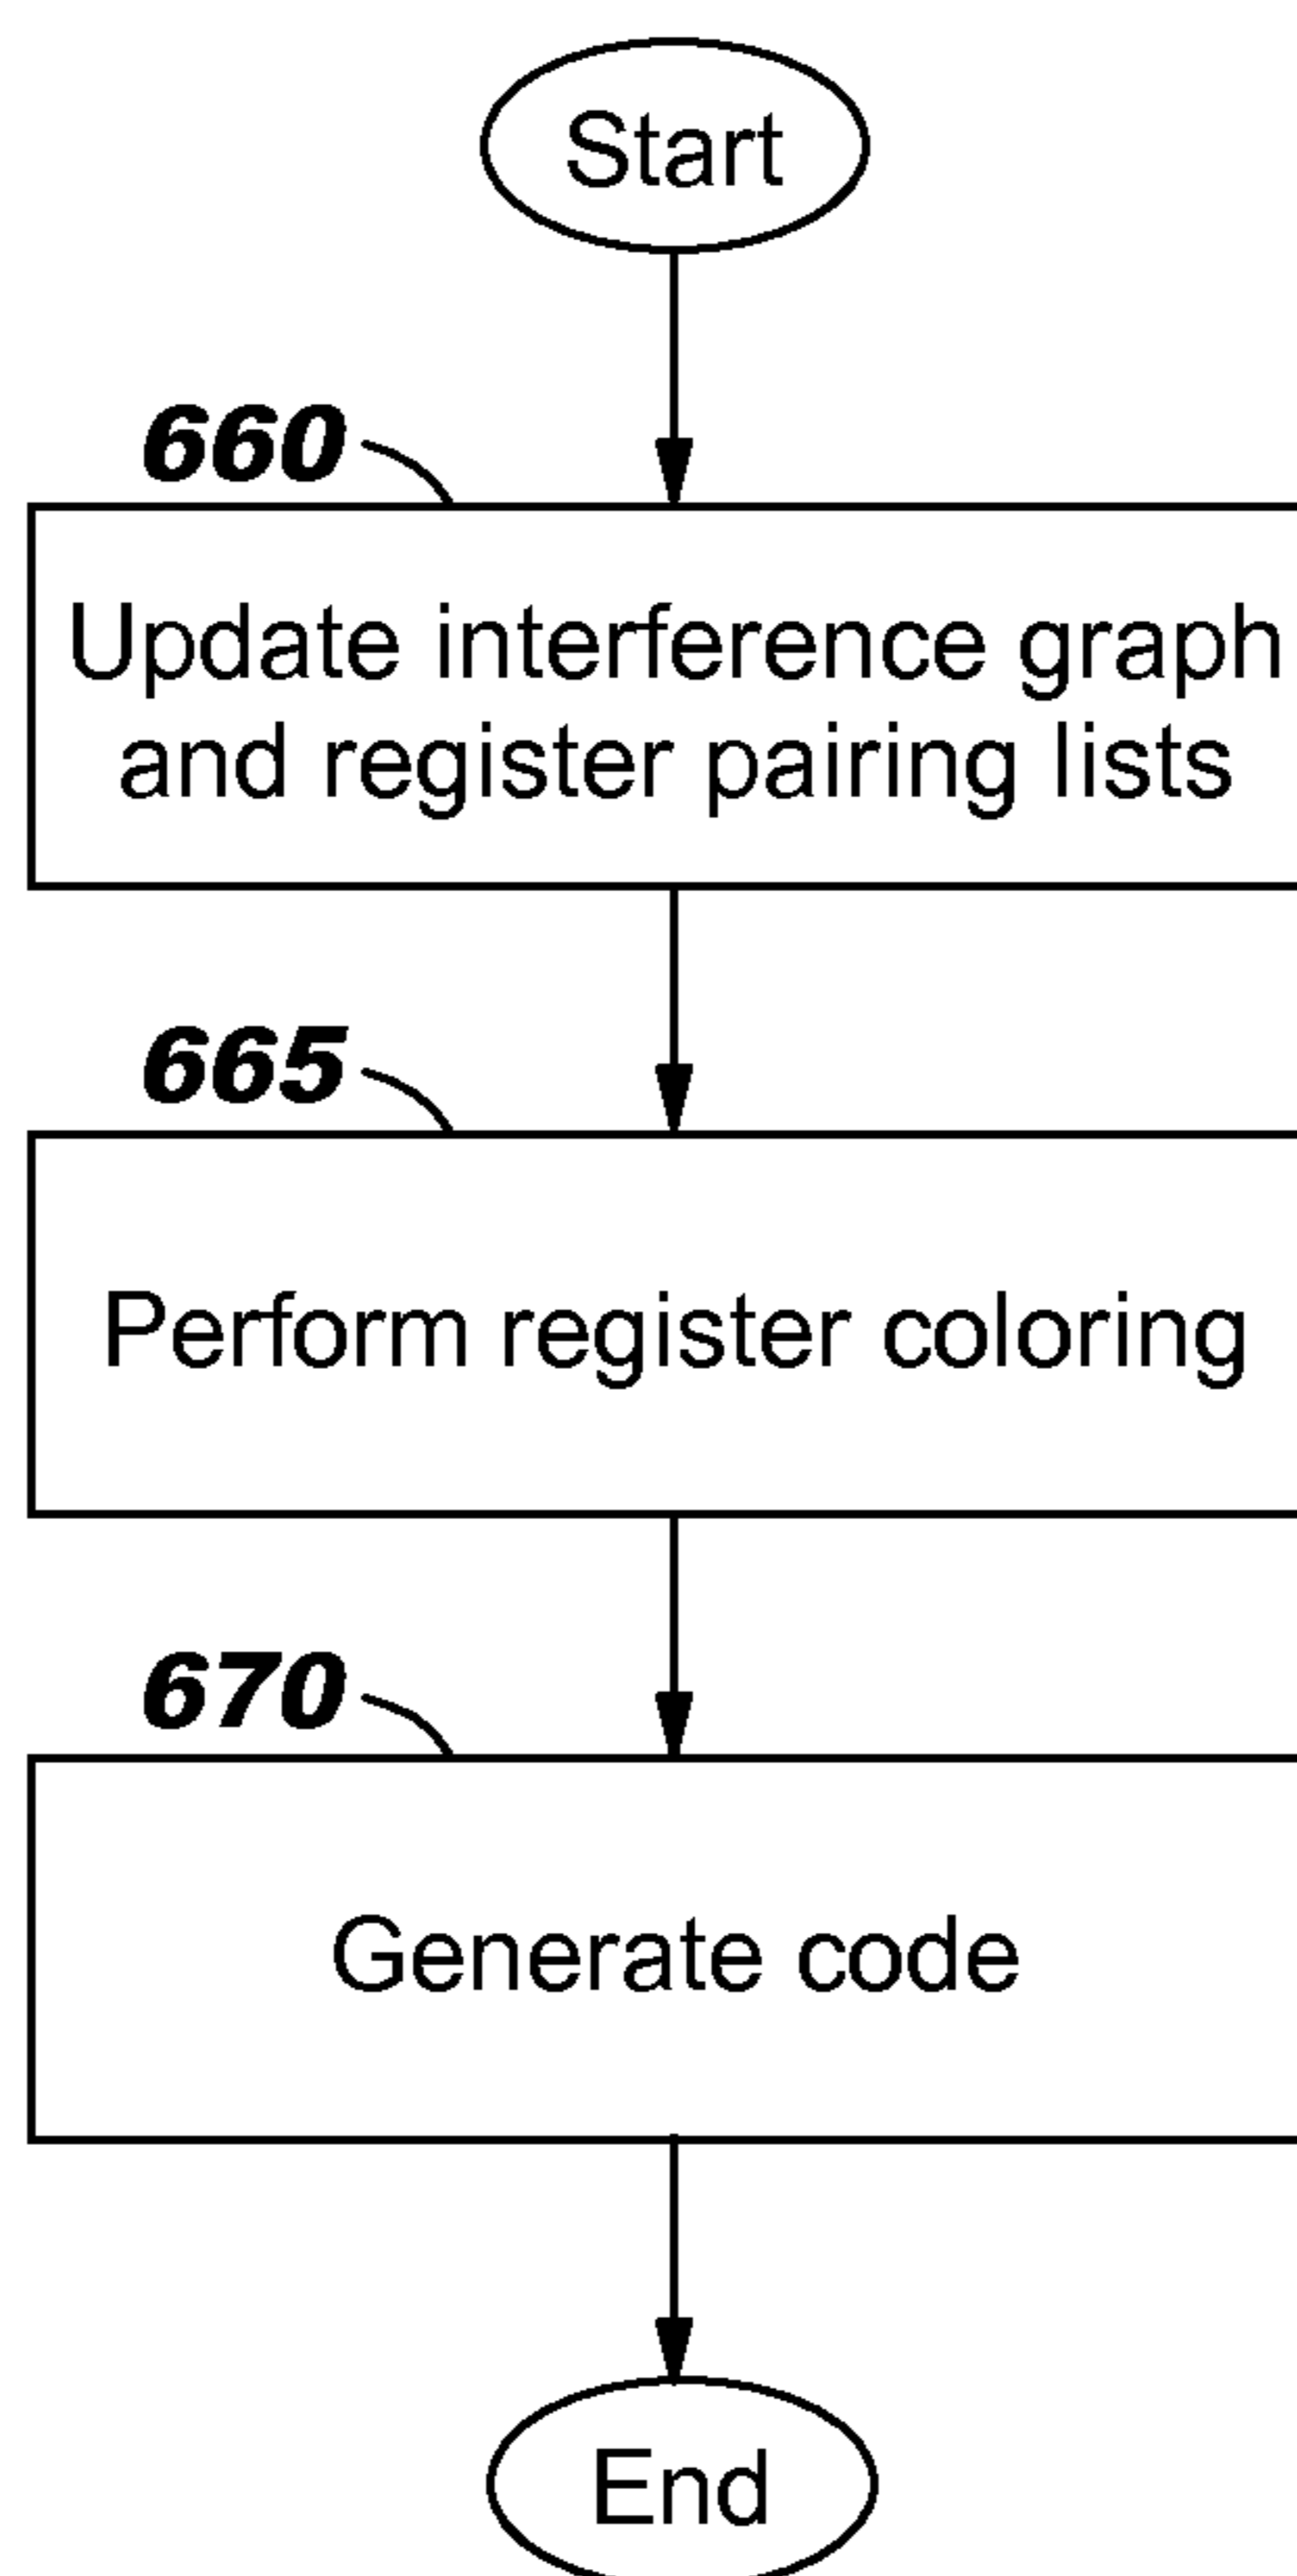 Start
660
Update interference graph
and register pairing lists
665
Perform register coloring
670
Generate code
End